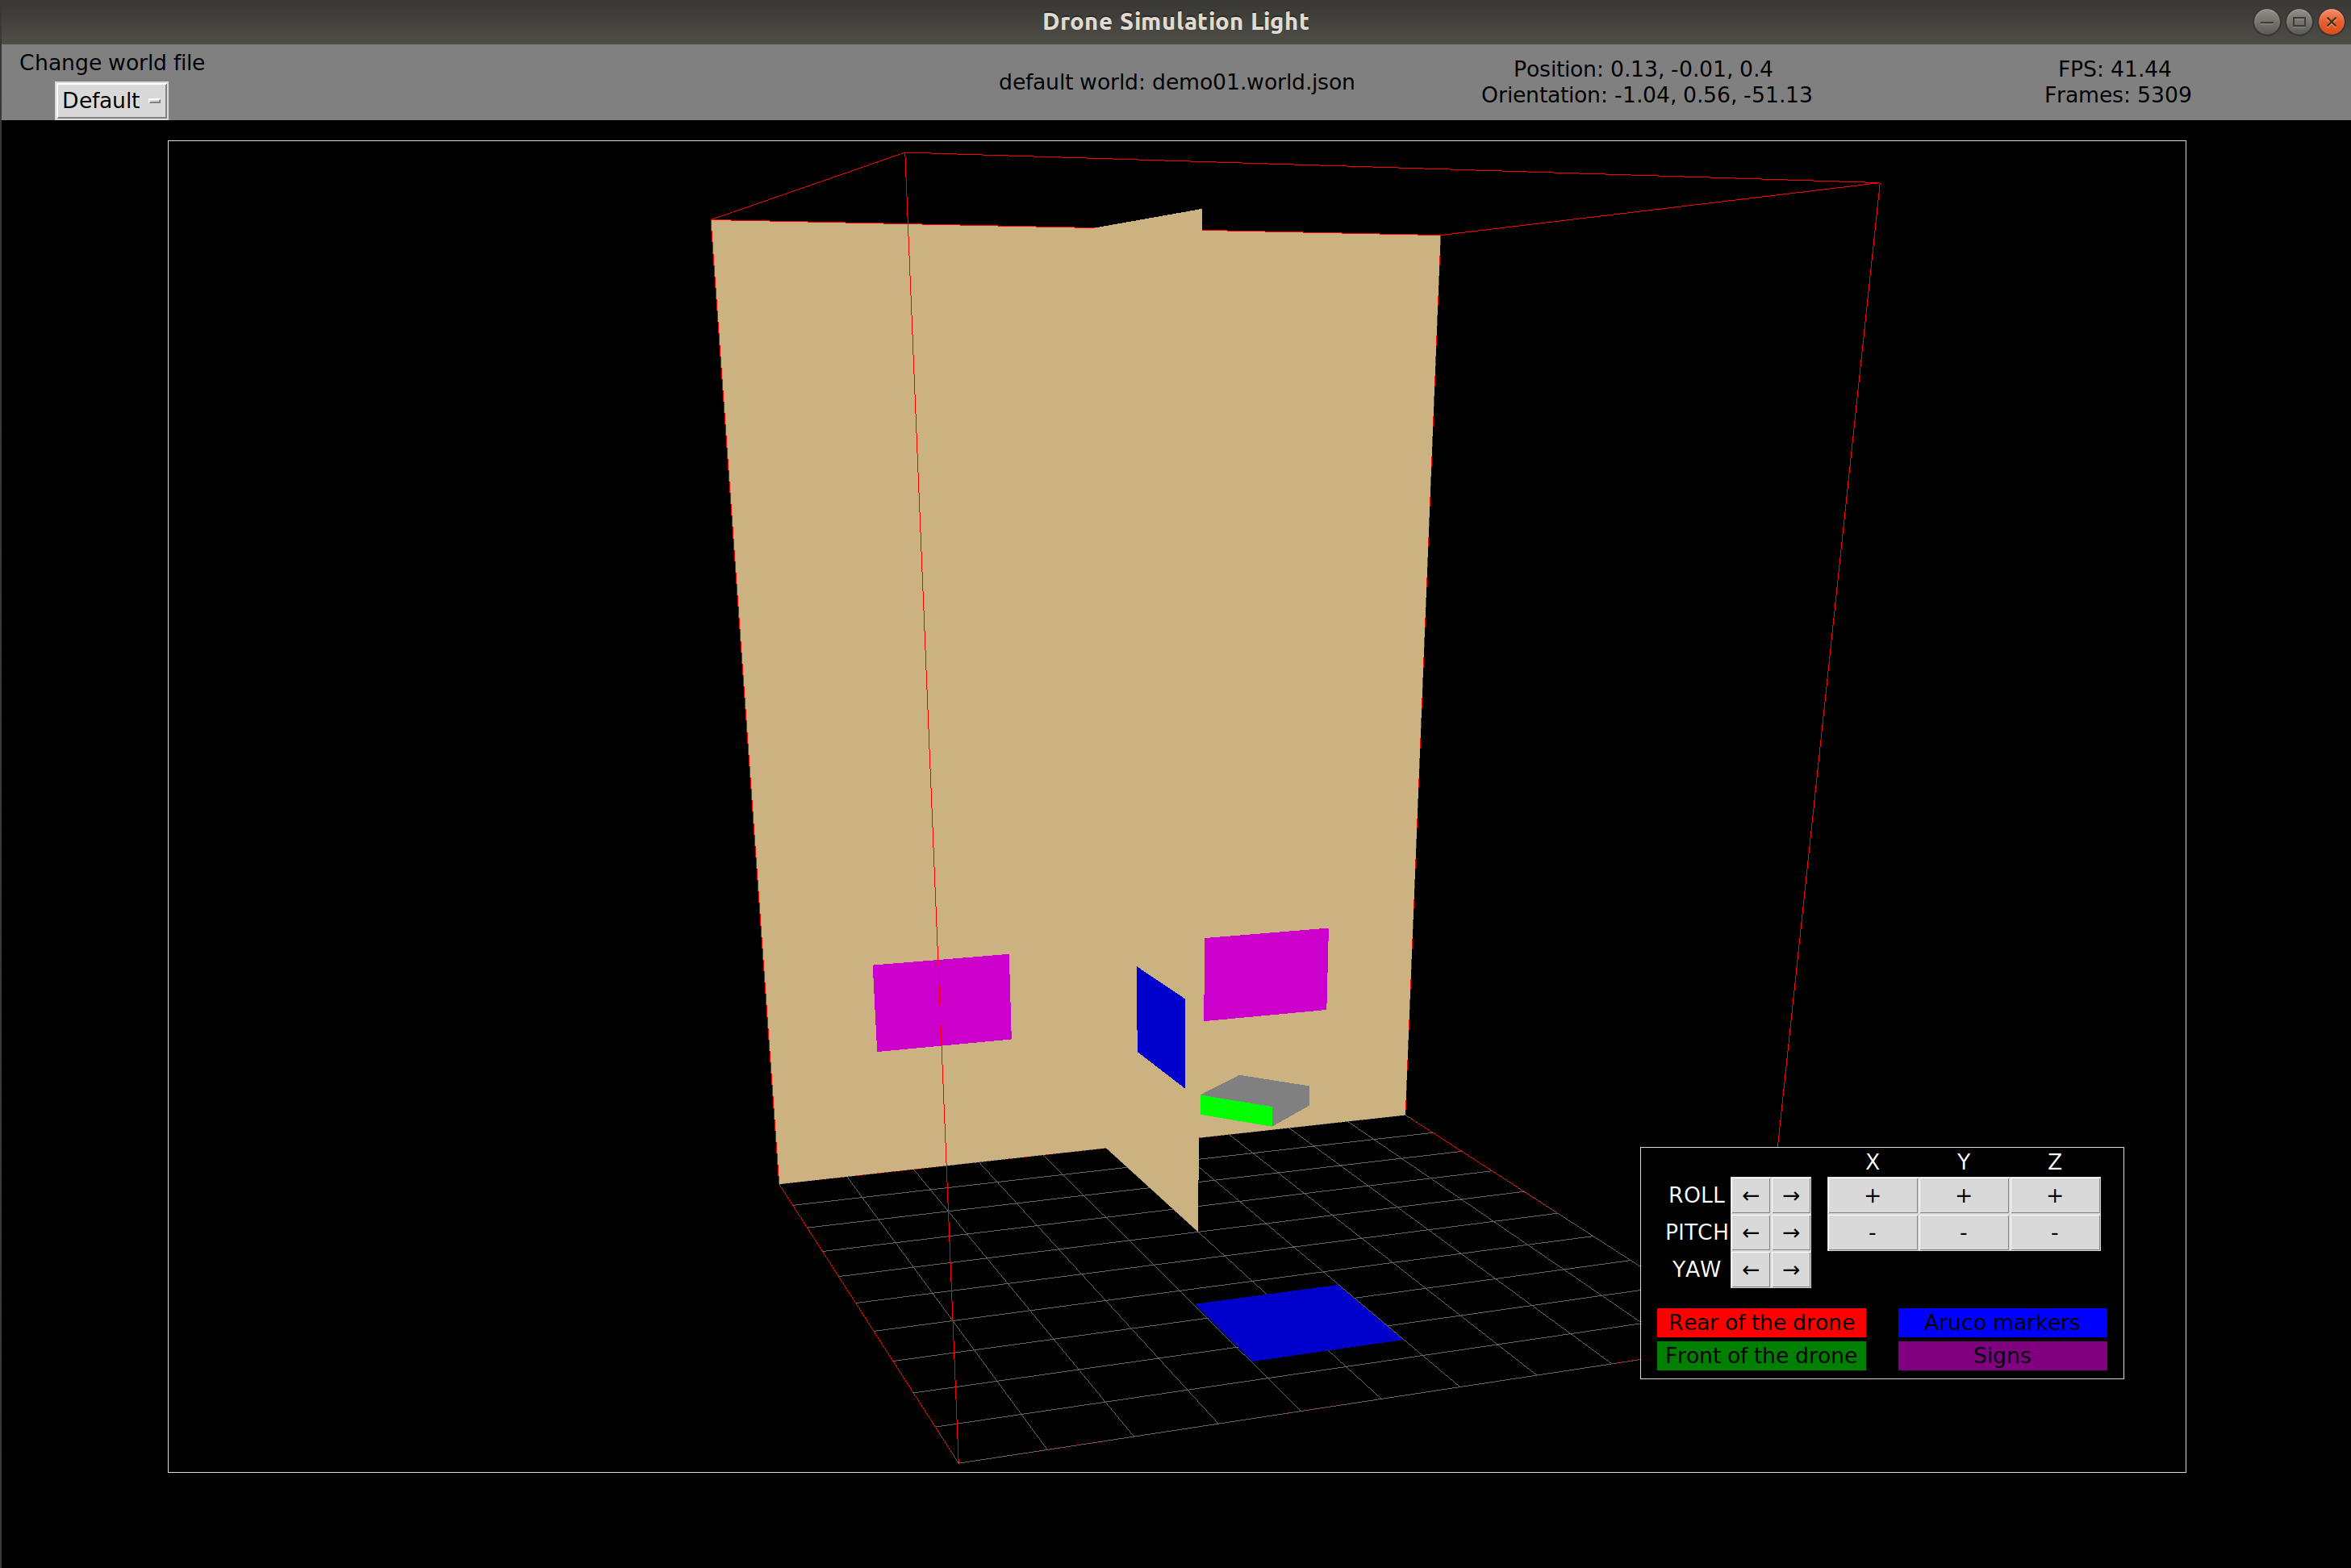 Drone Simulation Light
Change world file
Default
default world: demo01.world.json
Position: 0.13, -0.01, 0.4
Orientation: -1.04, 0.56, -51.13
FPS: 41.44
Frames: 5309
X Y Z
ROLL ← → + + +
PITCH ← → - - -
YAW ← →
Rear of the drone Aruco markers
Front of the drone Signs